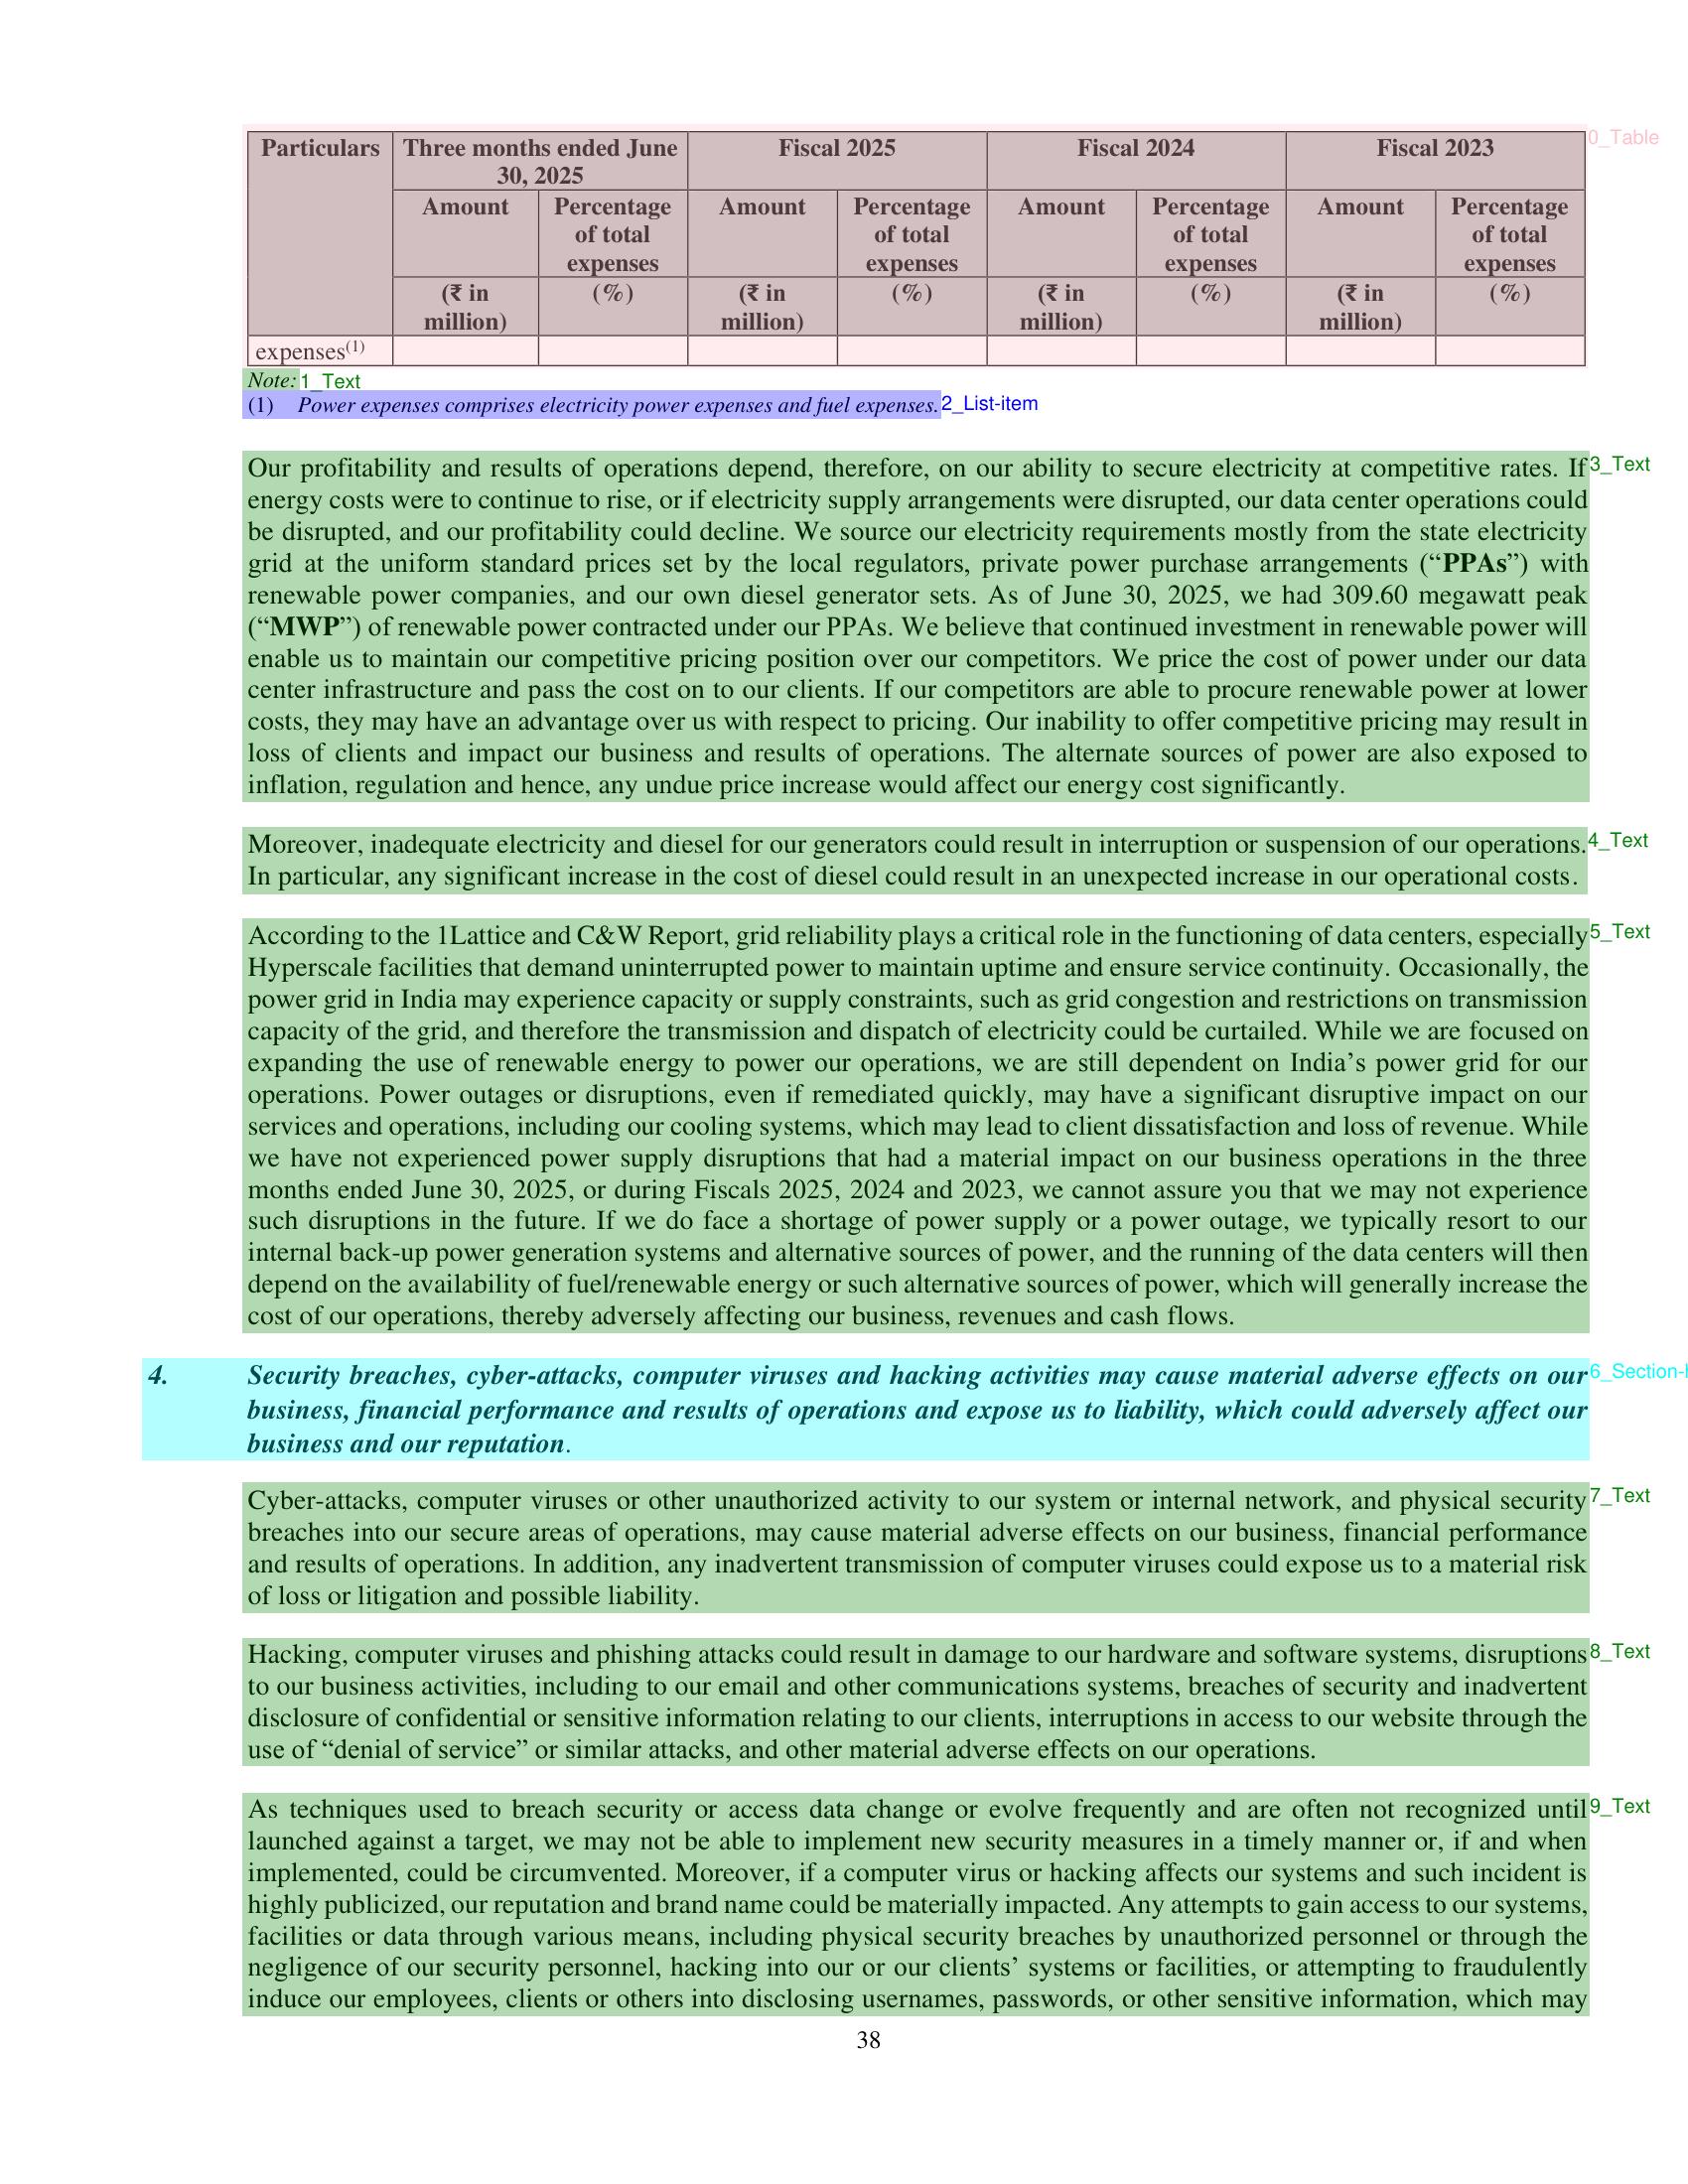 Particulars Three months ended June 30, 2025 Fiscal 2025 Fiscal 2024 Fiscal 2023
Amount Percentage of total expenses Amount Percentage of total expenses Amount Percentage of total expenses Amount Percentage of total expenses
(₹ in million) (%) (₹ in million) (%) (₹ in million) (%) (₹ in million) (%)
expenses(1)
0_Table
Note: 1_Text
(1) Power expenses comprises electricity power expenses and fuel expenses. 2_List-item
Our profitability and results of operations depend, therefore, on our ability to secure electricity at competitive rates. If 3_Text
energy costs were to continue to rise, or if electricity supply arrangements were disrupted, our data center operations could
be disrupted, and our profitability could decline. We source our electricity requirements mostly from the state electricity
grid at the uniform standard prices set by the local regulators, private power purchase arrangements (“PPAs”) with
renewable power companies, and our own diesel generator sets. As of June 30, 2025, we had 309.60 megawatt peak
(“MWP”) of renewable power contracted under our PPAs. We believe that continued investment in renewable power will
enable us to maintain our competitive pricing position over our competitors. We price the cost of power under our data
center infrastructure and pass the cost on to our clients. If our competitors are able to procure renewable power at lower
costs, they may have an advantage over us with respect to pricing. Our inability to offer competitive pricing may result in
loss of clients and impact our business and results of operations. The alternate sources of power are also exposed to
inflation, regulation and hence, any undue price increase would affect our energy cost significantly.
Moreover, inadequate electricity and diesel for our generators could result in interruption or suspension of our operations. 4_Text
In particular, any significant increase in the cost of diesel could result in an unexpected increase in our operational costs.
According to the 1Lattice and C&W Report, grid reliability plays a critical role in the functioning of data centers, especially 5_Text
Hyperscale facilities that demand uninterrupted power to maintain uptime and ensure service continuity. Occasionally, the
power grid in India may experience capacity or supply constraints, such as grid congestion and restrictions on transmission
capacity of the grid, and therefore the transmission and dispatch of electricity could be curtailed. While we are focused on
expanding the use of renewable energy to power our operations, we are still dependent on India’s power grid for our
operations. Power outages or disruptions, even if remediated quickly, may have a significant disruptive impact on our
services and operations, including our cooling systems, which may lead to client dissatisfaction and loss of revenue. While
we have not experienced power supply disruptions that had a material impact on our business operations in the three
months ended June 30, 2025, or during Fiscals 2025, 2024 and 2023, we cannot assure you that we may not experience
such disruptions in the future. If we do face a shortage of power supply or a power outage, we typically resort to our
internal back-up power generation systems and alternative sources of power, and the running of the data centers will then
depend on the availability of fuel/renewable energy or such alternative sources of power, which will generally increase the
cost of our operations, thereby adversely affecting our business, revenues and cash flows.
4. Security breaches, cyber-attacks, computer viruses and hacking activities may cause material adverse effects on our 6_Section-
business, financial performance and results of operations and expose us to liability, which could adversely affect our
business and our reputation.
Cyber-attacks, computer viruses or other unauthorized activity to our system or internal network, and physical security 7_Text
breaches into our secure areas of operations, may cause material adverse effects on our business, financial performance
and results of operations. In addition, any inadvertent transmission of computer viruses could expose us to a material risk
of loss or litigation and possible liability.
Hacking, computer viruses and phishing attacks could result in damage to our hardware and software systems, disruptions 8_Text
to our business activities, including to our email and other communications systems, breaches of security and inadvertent
disclosure of confidential or sensitive information relating to our clients, interruptions in access to our website through the
use of “denial of service” or similar attacks, and other material adverse effects on our operations.
As techniques used to breach security or access data change or evolve frequently and are often not recognized until 9_Text
launched against a target, we may not be able to implement new security measures in a timely manner or, if and when
implemented, could be circumvented. Moreover, if a computer virus or hacking affects our systems and such incident is
highly publicized, our reputation and brand name could be materially impacted. Any attempts to gain access to our systems,
facilities or data through various means, including physical security breaches by unauthorized personnel or through the
negligence of our security personnel, hacking into our or our clients’ systems or facilities, or attempting to fraudulently
induce our employees, clients or others into disclosing usernames, passwords, or other sensitive information, which may
38